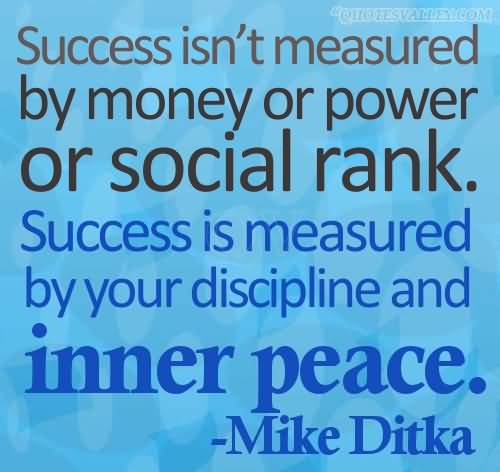 "QUOTESVALLEY.COM
Success isn't measured
by money or power
or social rank.
Success is measured
by your discipline and
inner peace.
-Mike Ditka